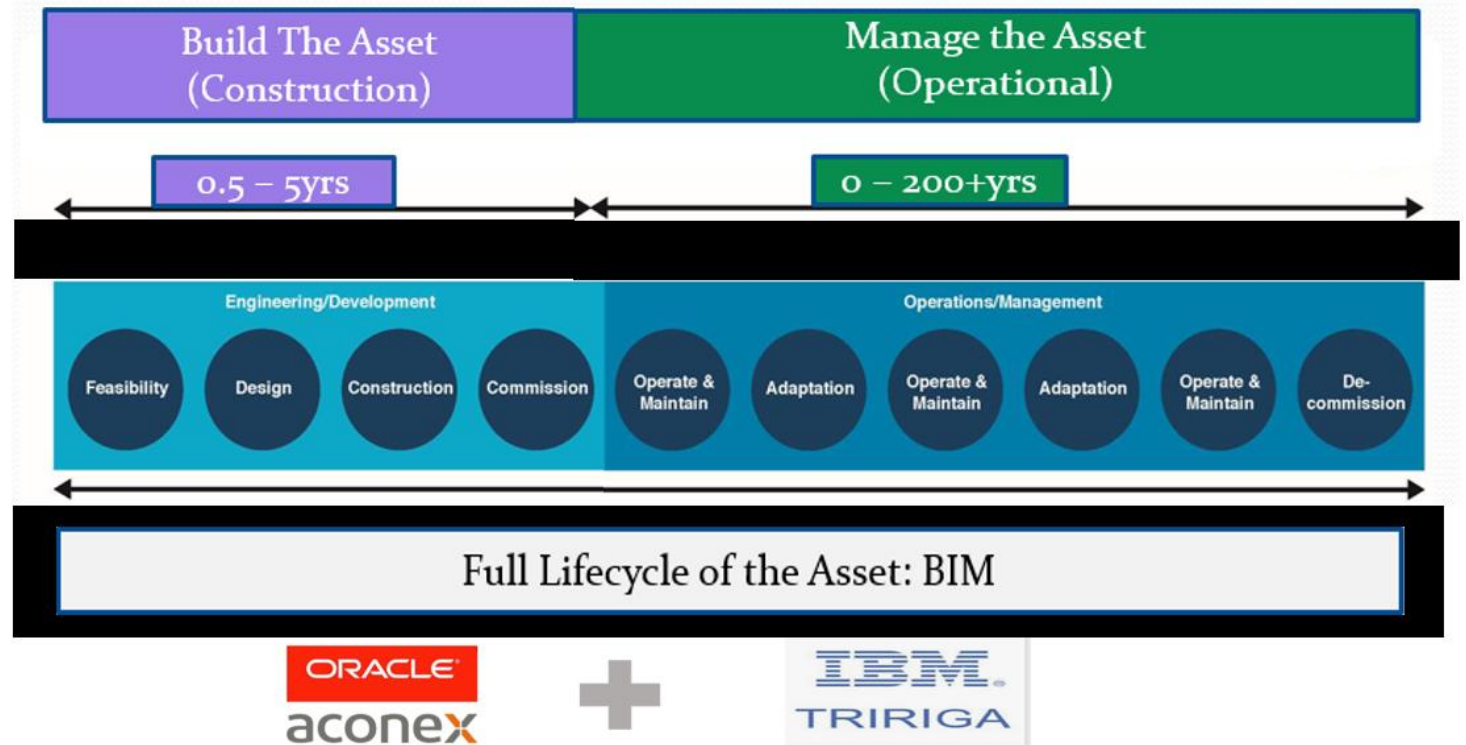 Build The Asset
(Construction)
Manage the Asset
(Operational)
0.5 – 5yrs
0 – 200+yrs
Engineering/Development
Operations/Management
Feasibility
Design
Construction
Commission
Operate &
Maintain
Adaptation
Operate &
Maintain
Adaptation
Operate &
Maintain
De-
commission
Full Lifecycle of the Asset: BIM
ORACLE
aconex
IBM.
TRIRIGA